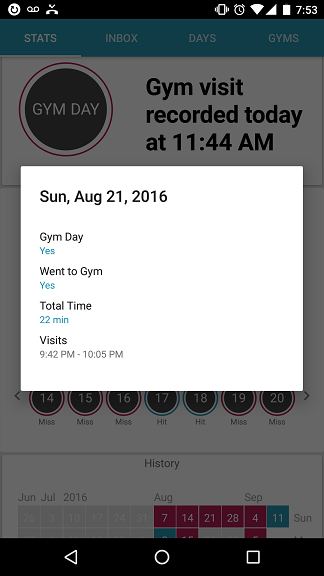 7:53
STATS INBOX DAYS GYMS
GYM DAY
Gym visit
recorded today
at 11:44 AM
Sun, Aug 21, 2016
Gym Day
Yes
Went to Gym
Yes
Total Time
22 min
Visits
9:42 PM - 10:05 PM
14 15 16 17 18 19 20
Miss Miss Miss Hit Hit Miss Miss
History
Jun Jul 2016 Aug Sep
26 3 10 17 24 31 7 14 21 28 4 11 Sun